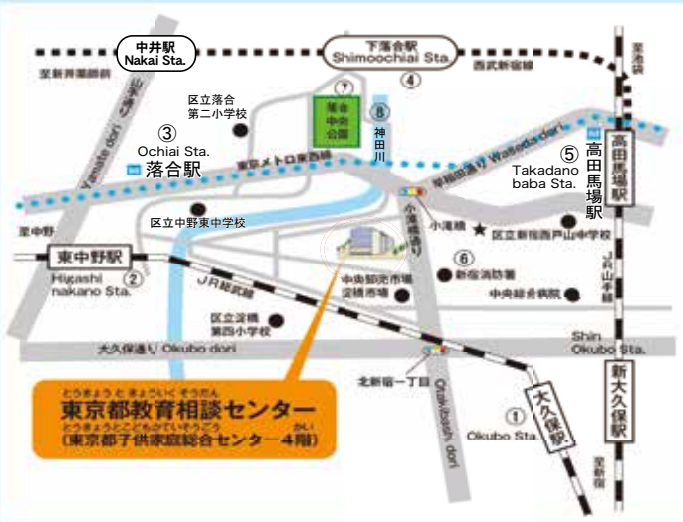 中井駅
Nakai Sta.
下落合駅
Shimoochiai Sta.
④
西武新宿線
至池袋
至新井薬師前
山手通り
Yamate dori
区立落合
第二小学校
⑦
落合
中央
公園
⑧
神田川
③
Ochiai Sta.
落合駅
東京メトロ東西線
早稲田通り Waseda dori
⑤
Takadano
baba Sta.
高田馬場駅
高田馬場駅
至中野
区立中野東中学校
小滝橋通り
小滝橋
★
区立新宿西戸山中学校
東中野駅
Higashi
nakano Sta.
②
JR総武線
中央卸売市場
淀橋市場
⑥
新宿消防署
中央総合病院
JR山手線
区立淀橋
第四小学校
大久保通り Okubo dori
Shin
Okubo Sta.
北新宿一丁目
Otakibash dori
①
Okubo Sta.
大久保駅
新大久保駅
至新宿
とうきょう と きょういく そうだん
東京都教育相談センター
とうきょうとこどもかていそうごう かい
(東京都子供家庭総合センター4階)